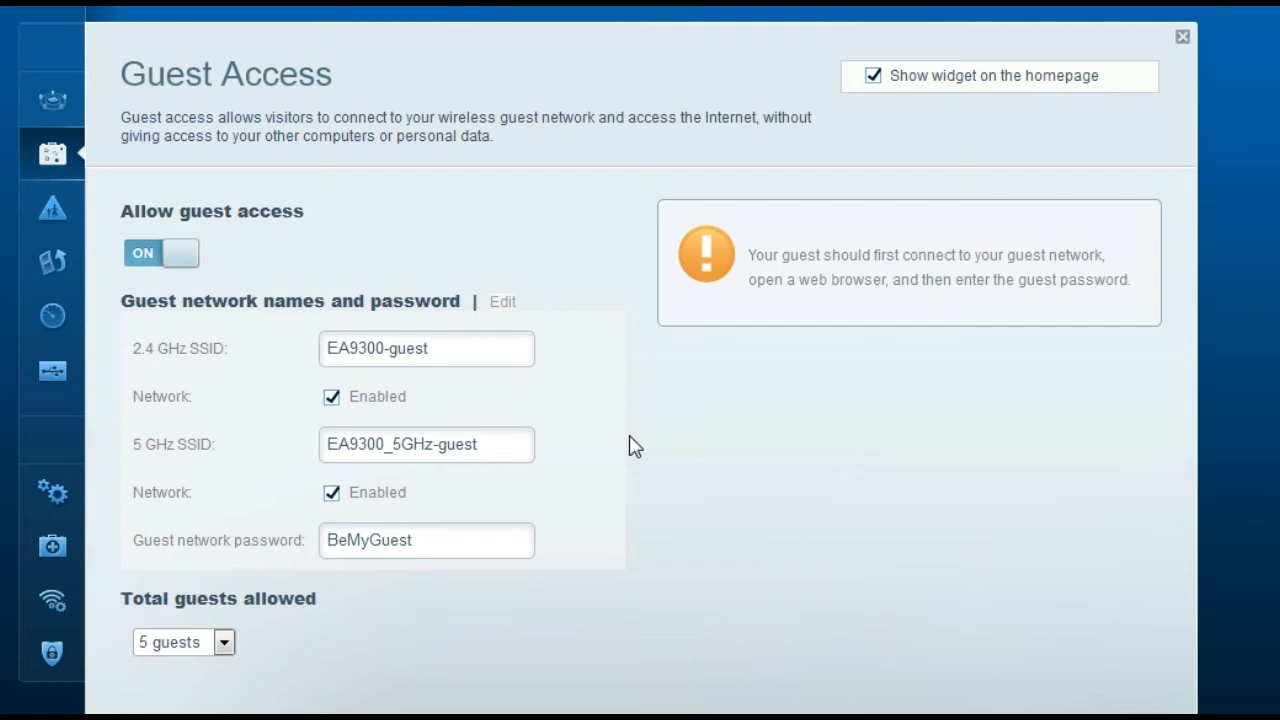 Guest Access
Show widget on the homepage
Guest access allows visitors to connect to your wireless guest network and access the Internet, without
giving access to your other computers or personal data.
Allow guest access
ON
Your guest should first connect to your guest network,
open a web browser, and then enter the guest password.
Guest network names and password | Edit
2.4 GHz SSID: EA9300-guest
Network: Enabled
5 GHz SSID: EA9300_5GHz-guest
Network: Enabled
Guest network password: BeMyGuest
Total guests allowed
5 guests